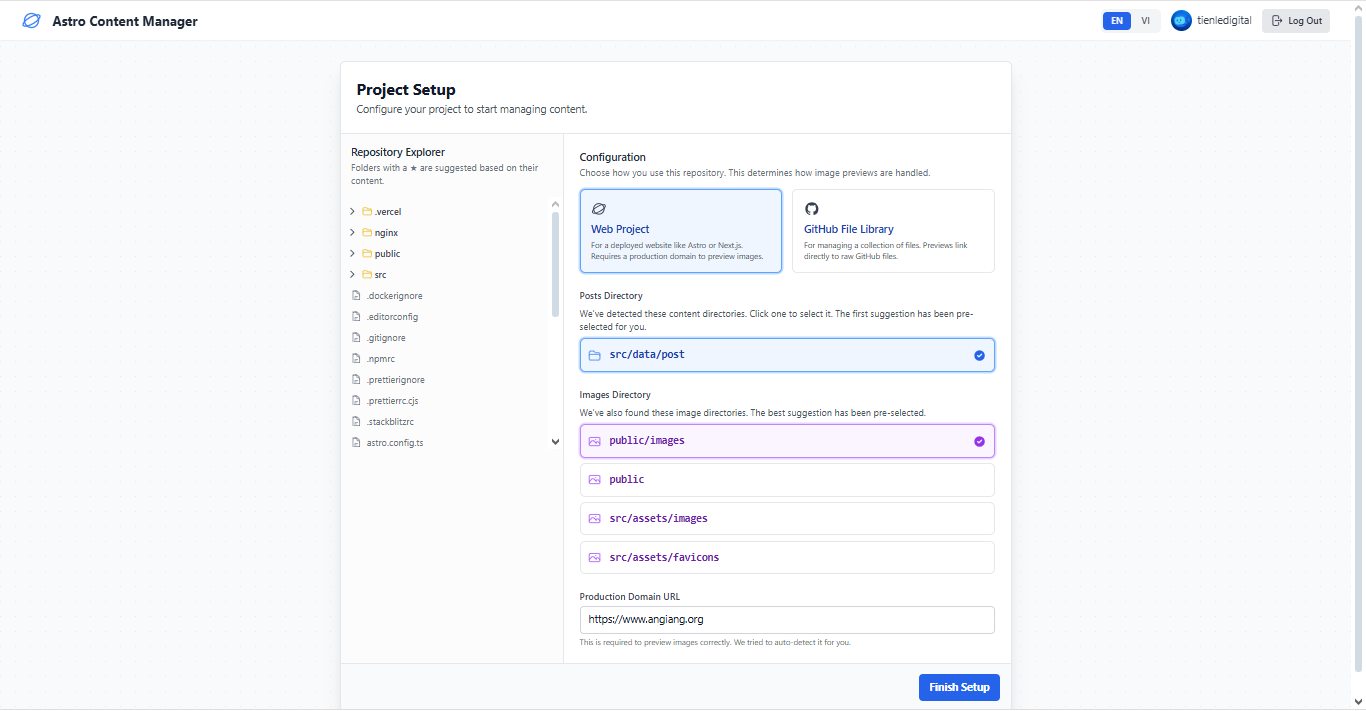 Astro Content Manager
EN
VI
tienledigital
Log Out
Project Setup
Configure your project to start managing content.
Repository Explorer
Folders with a ★ are suggested based on their
content.
.vercel
nginx
public
src
.dockerignore
.editorconfig
.gitignore
.npmrc
.prettierignore
.prettierrc.cjs
.stackblitzrc
astro.config.ts
Configuration
Choose how you use this repository. This determines how image previews are handled.
Web Project
For a deployed website like Astro or Next.js.
Requires a production domain to preview images.
GitHub File Library
For managing a collection of files. Previews link
directly to raw GitHub files.
Posts Directory
We've detected these content directories. Click one to select it. The first suggestion has been pre-
selected for you.
src/data/post
Images Directory
We've also found these image directories. The best suggestion has been pre-selected.
public/images
public
src/assets/images
src/assets/favicons
Production Domain URL
https://www.angiang.org
This is required to preview images correctly. We tried to auto-detect it for you.
Finish Setup